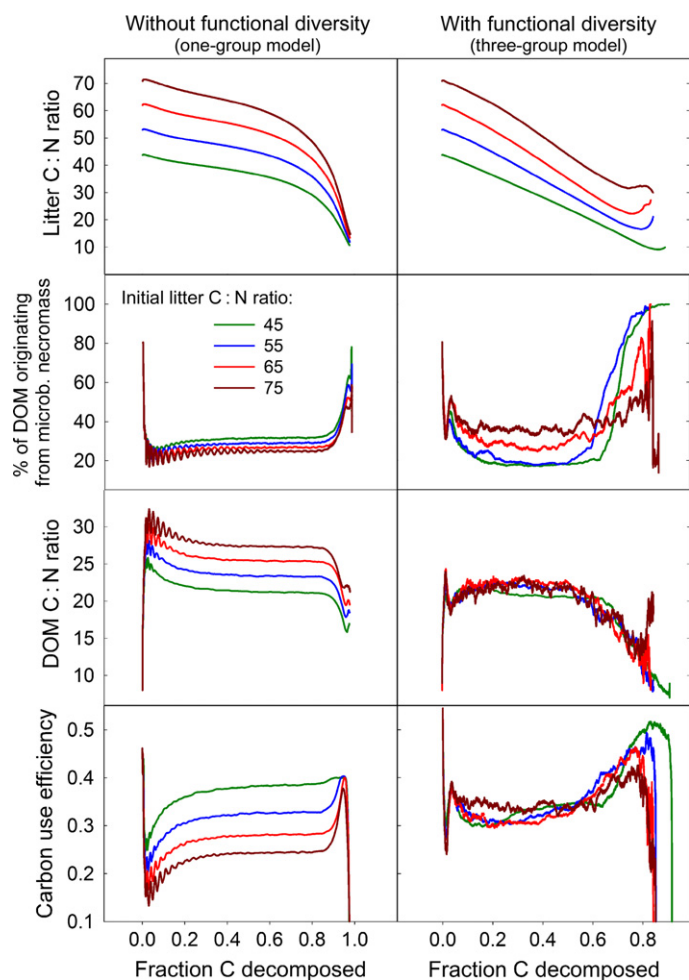 Without functional diversity
(one-group model)
With functional diversity
(three-group model)
Litter C : N ratio
70
60
50
40
30
20
10
% of DOM originating
from microb. necromass
100
80
60
40
20
Initial litter C : N ratio:
45
55
65
75
DOM C : N ratio
30
25
20
15
10
Carbon use efficiency
0.5
0.4
0.3
0.2
0.1
0.0 0.2 0.4 0.6 0.8 1.0
Fraction C decomposed
0.0 0.2 0.4 0.6 0.8
Fraction C decomposed